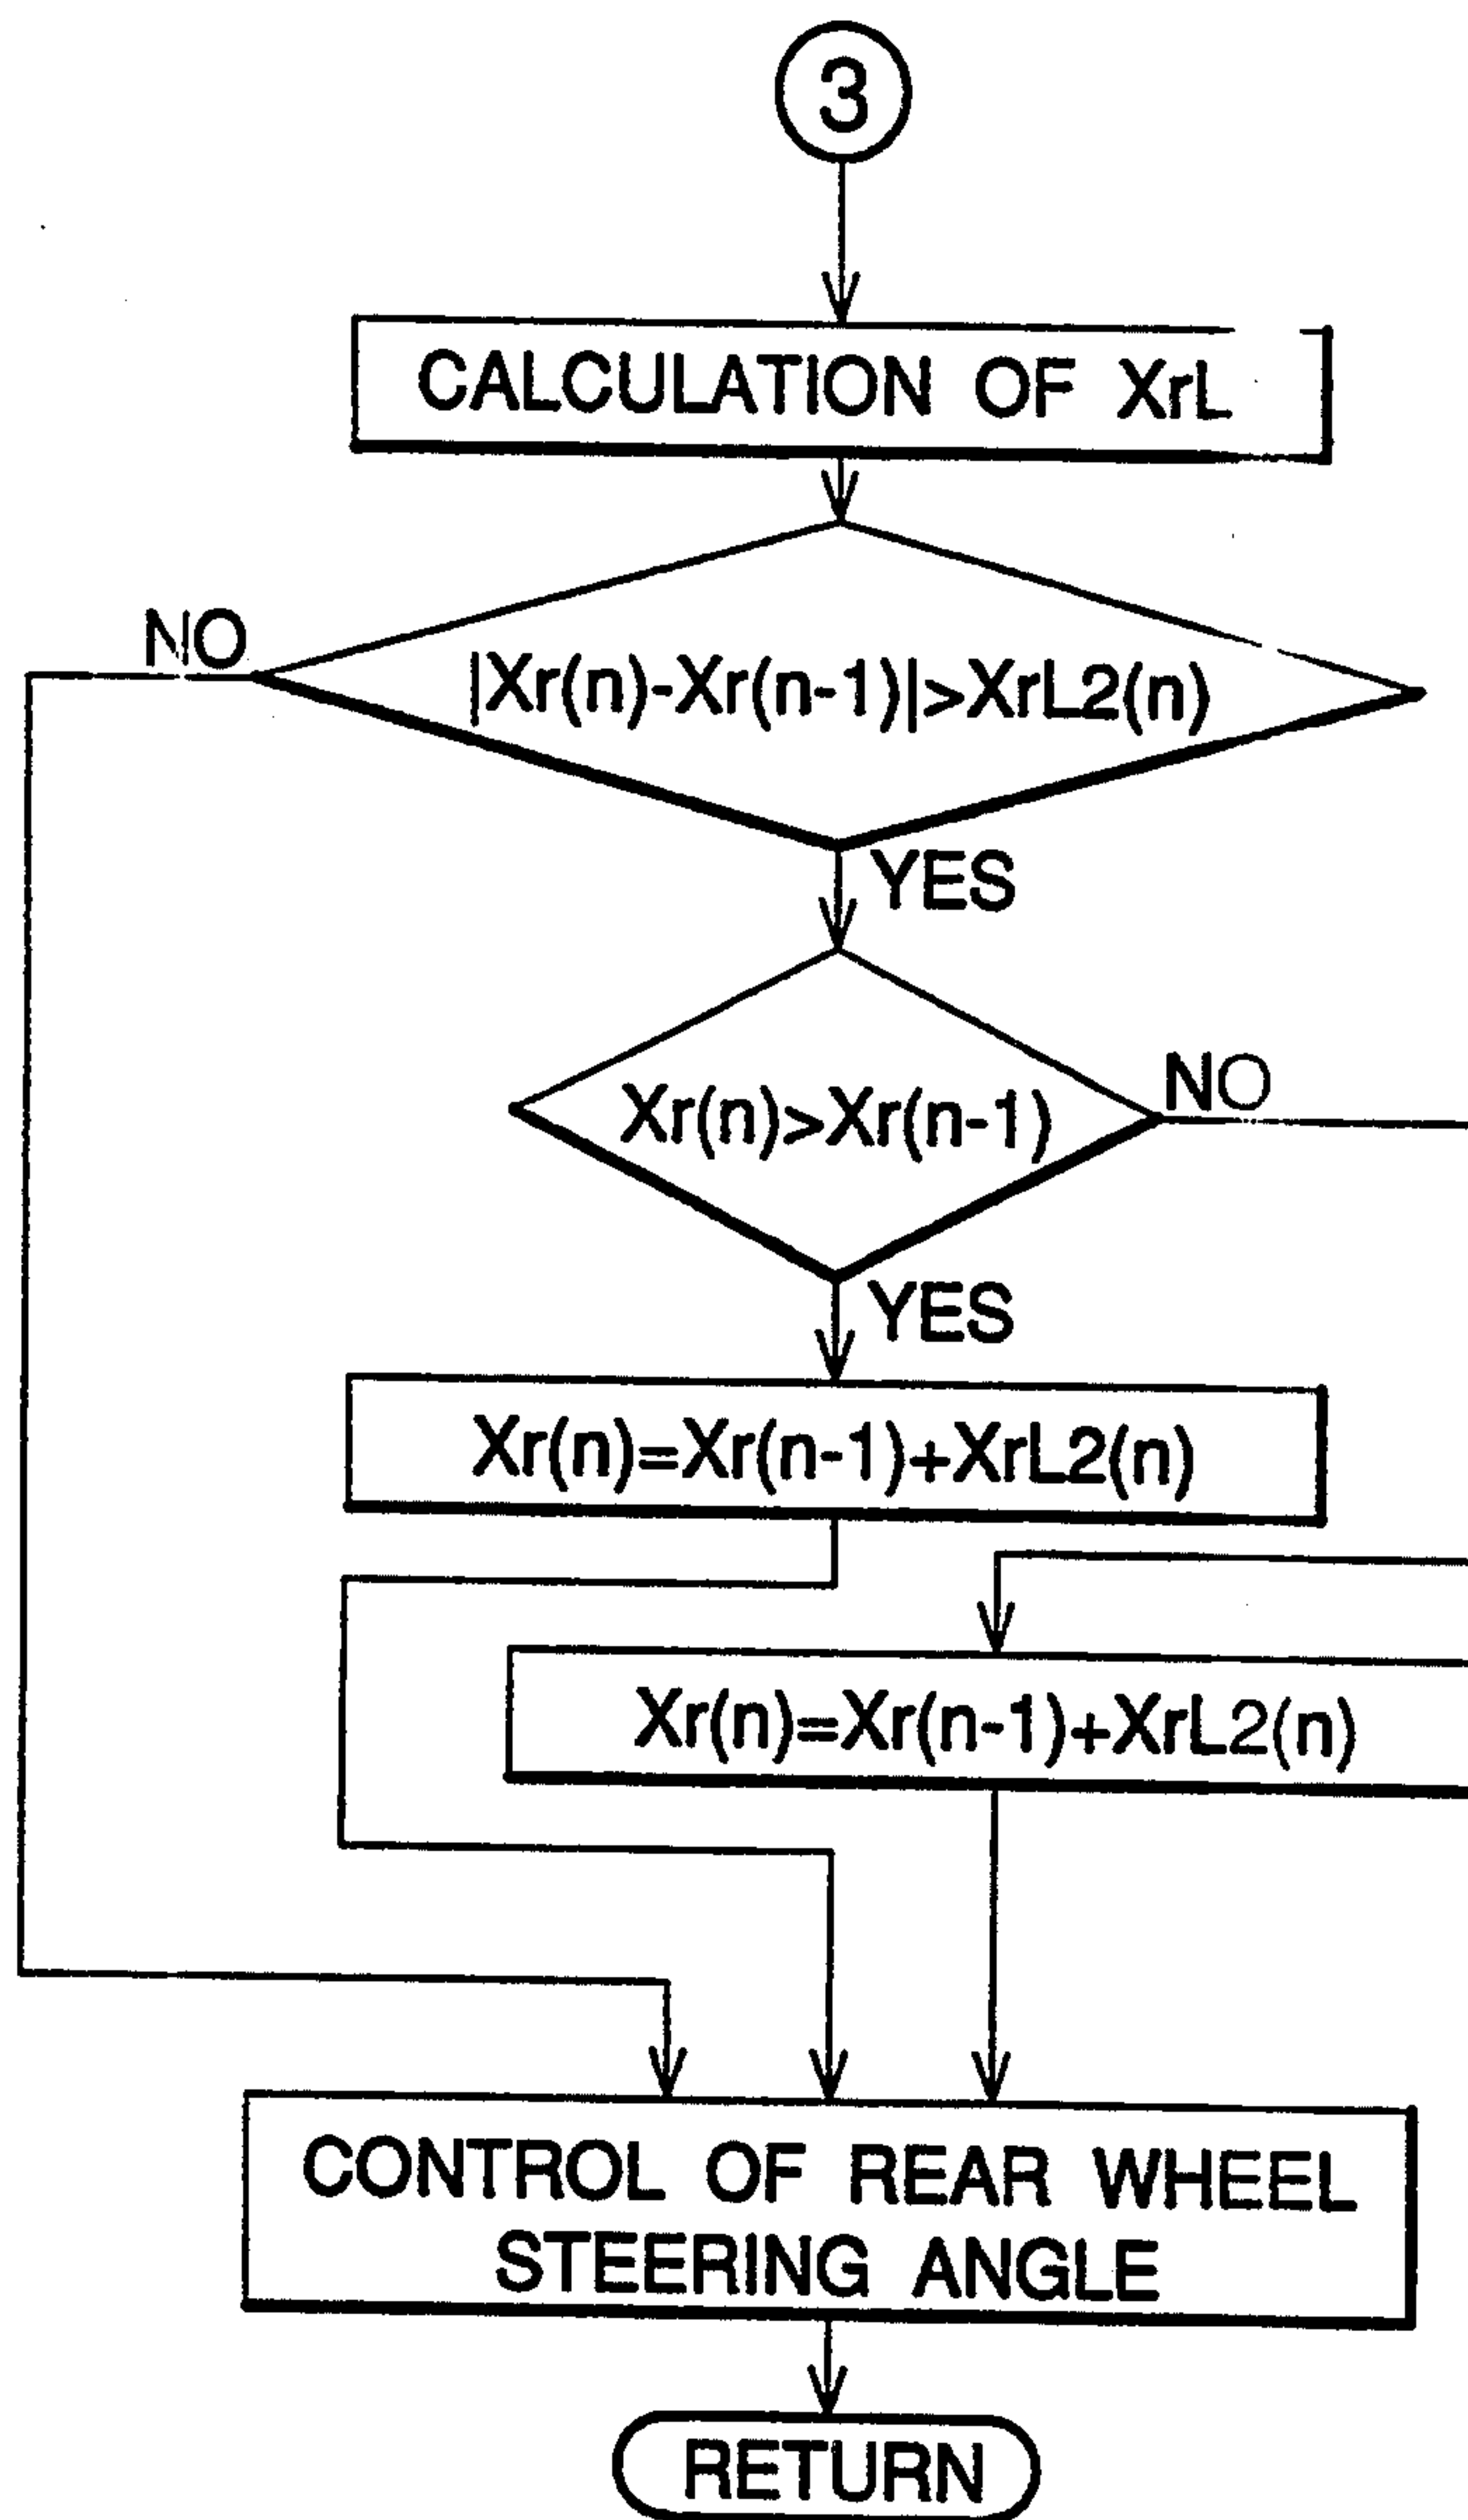 3
CALCULATION OF XrL
NO
|Xr(n)-Xr(n-1)|>XrL2(n)
YES
Xr(n)>Xr(n-1)
NO
YES
Xr(n)=Xr(n-1)+XrL2(n)
Xr(n)=Xr(n-1)+XrL2(n)
CONTROL OF REAR WHEEL
STEERING ANGLE
RETURN